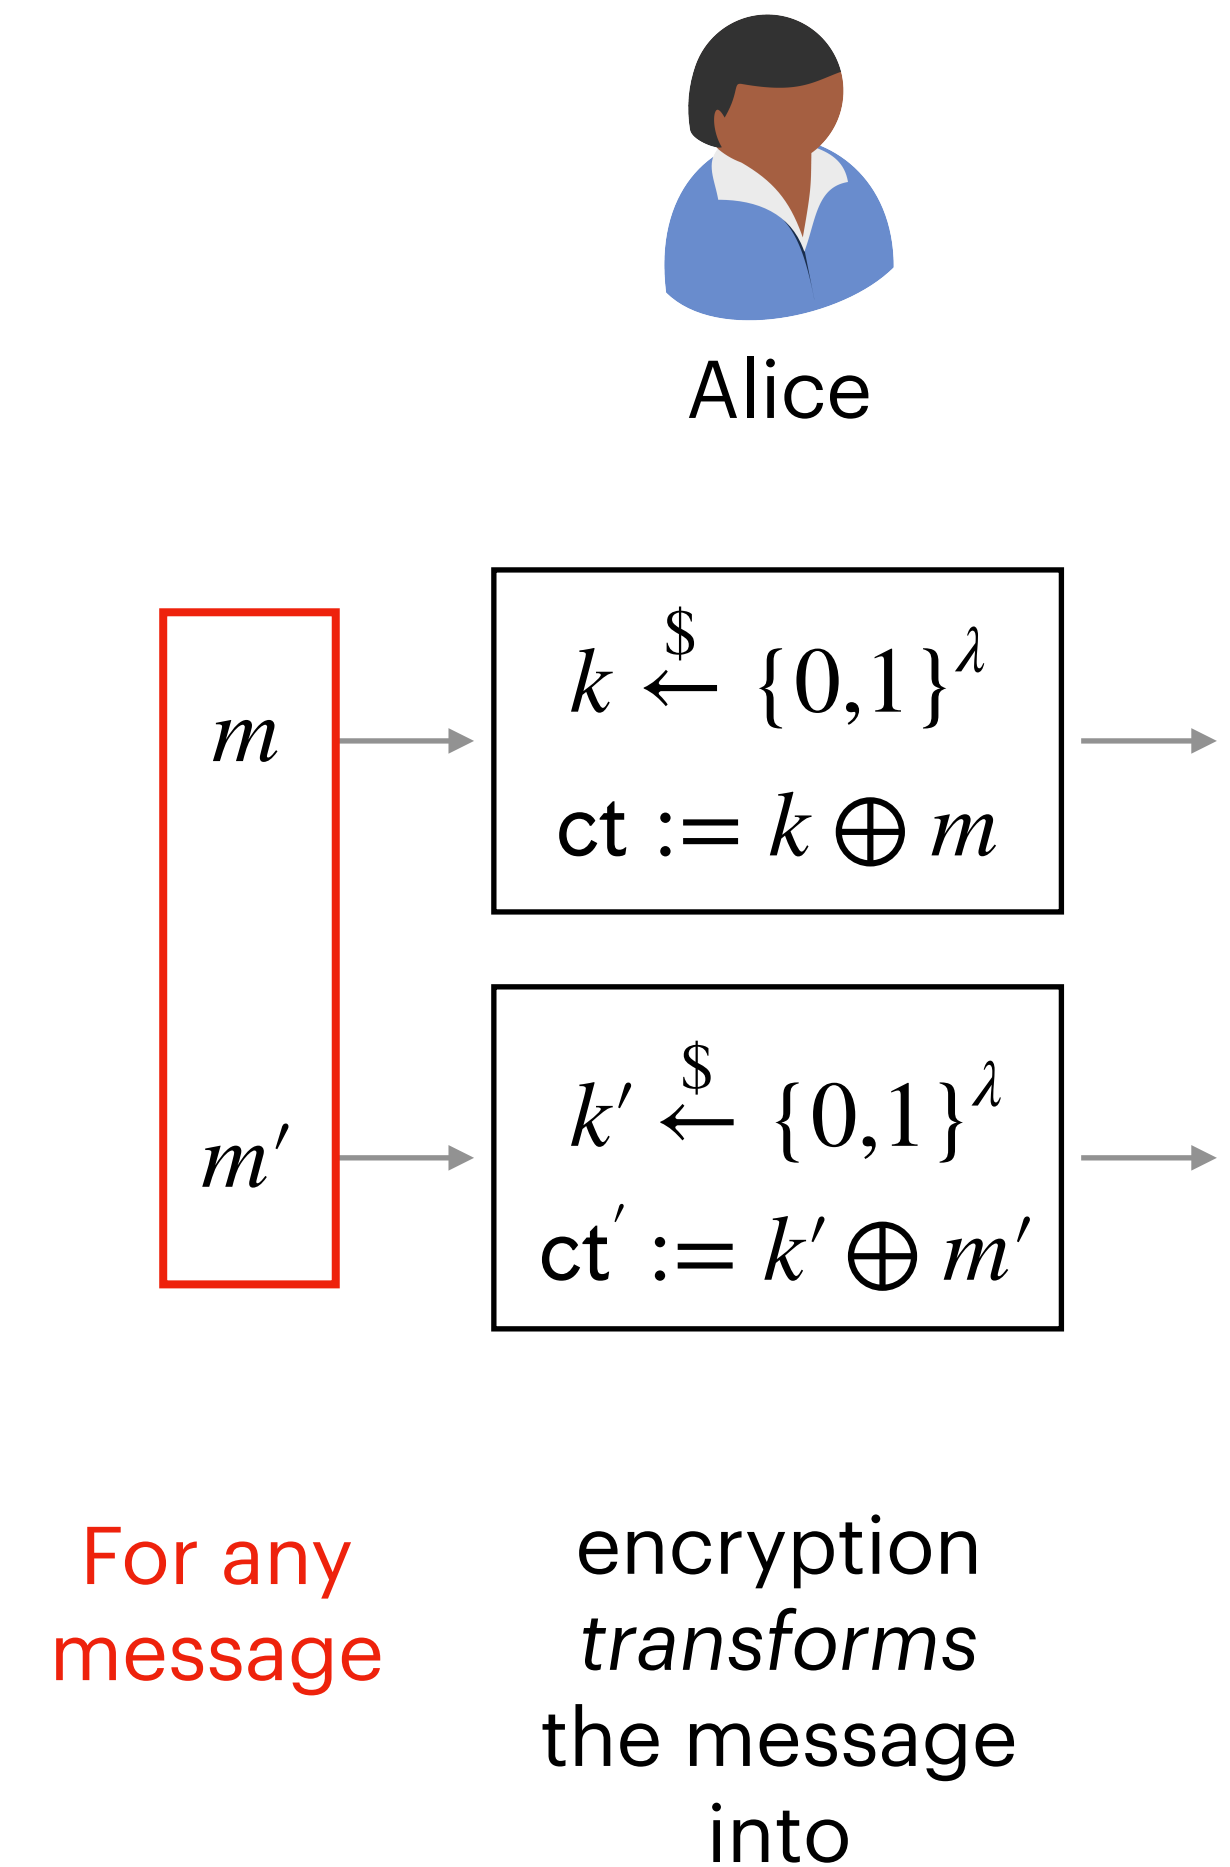 Alice
m
k ←$ {0,1}^λ
ct := k ⊕ m
m′
k′ ←$ {0,1}^λ
ct′ := k′ ⊕ m′
For any
message
encryption
transforms
the message
into